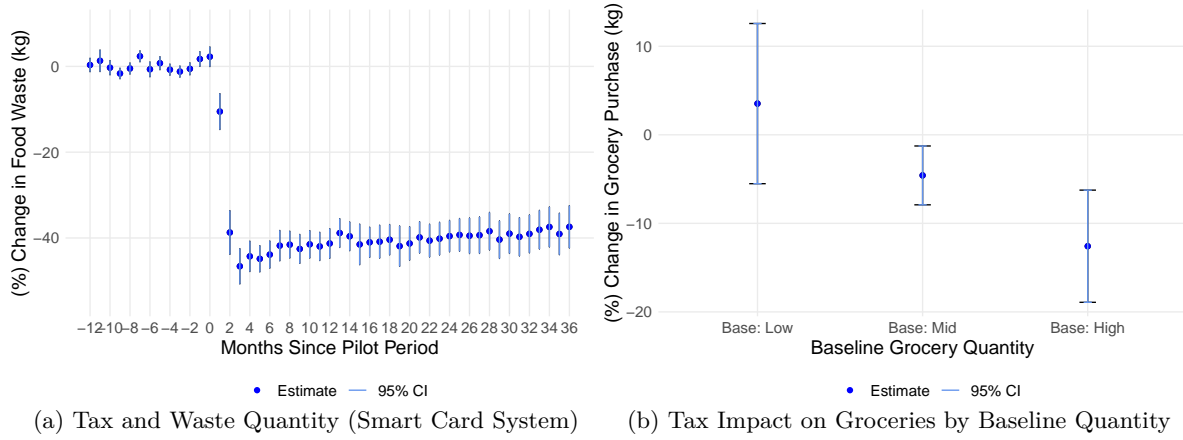 (%) Change in Food Waste (kg)
0
−20
−40
−12 −10 −8 −6 −4 −2 0 2 4 6 8 10 12 14 16 18 20 22 24 26 28 30 32 34 36
Months Since Pilot Period
Estimate 95% CI
(a) Tax and Waste Quantity (Smart Card System)
(%) Change in Grocery Purchase (kg)
10
0
−10
−20
Base: Low Base: Mid Base: High
Baseline Grocery Quantity
Estimate 95% CI
(b) Tax Impact on Groceries by Baseline Quantity